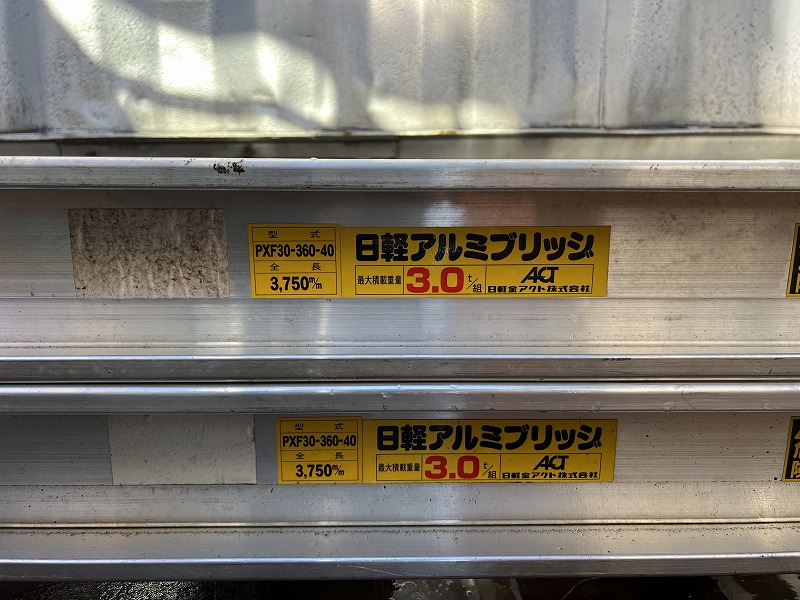 型式
PXF30-360-40
全長
3,750m/m
日軽アルミブリッジ
最大積載重量 3.0t/組 ACT
日軽金アクト株式会社
型式
PXF30-360-40
全長
3,750m/m
日軽アルミブリッジ
最大積載重量 3.0t/組 ACT
日軽金アクト株式会社